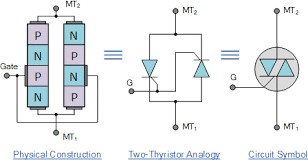 MT2 MT2 MT2
P N
N P
Gate
P N
G G
N P
MT1 MT1 MT1
Physical Construction Two-Thyristor Analogy Circuit Symbol